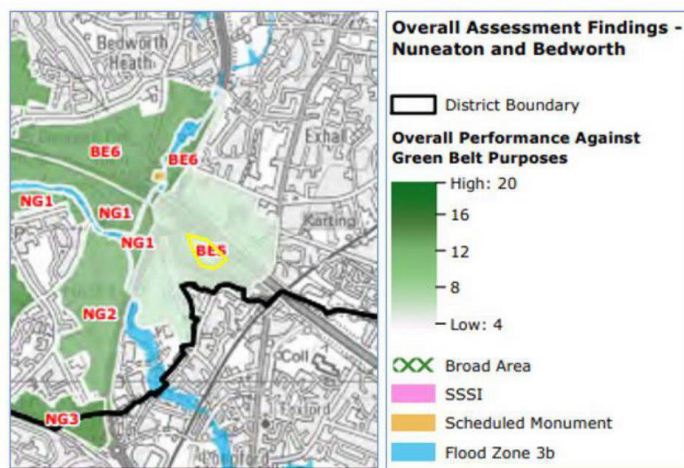 Bedworth
Heath
BE6
BE6
Exhall
NG1
NG1
NG1
Karting
BE5
NG2
Coll
NG3
Overall Assessment Findings -
Nuneaton and Bedworth
District Boundary
Overall Performance Against
Green Belt Purposes
High: 20
16
12
8
Low: 4
Broad Area
SSSI
Scheduled Monument
Flood Zone 3b